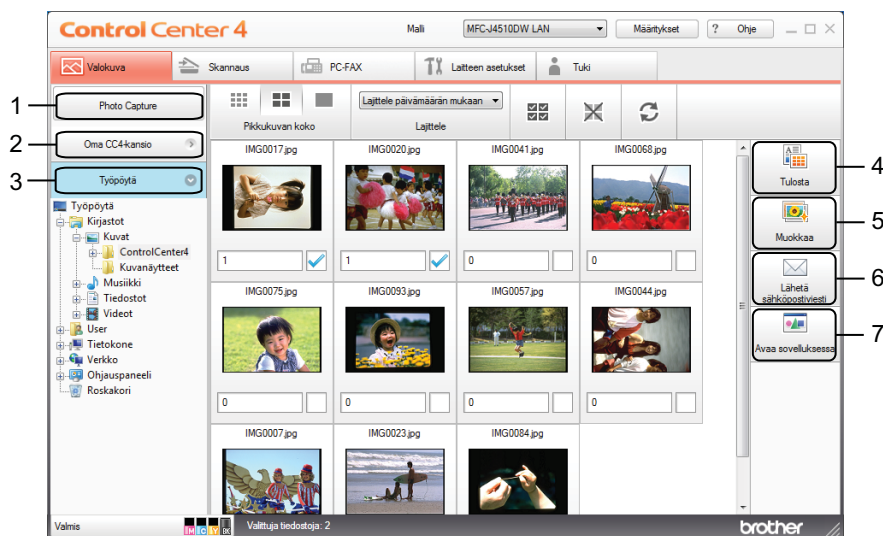 Control Center 4
Malli
MFC-J4510DW LAN
Määritykset
? Ohje
Valokuva
Skannaus
PC-FAX
Laitteen asetukset
Tuki
1
Photo Capture
2
Oma CC4-kansio
3
Työpöytä
Pikkukuvan koko
Lajittele päivämäärän mukaan
Lajittele
Työpöytä
Kirjastot
Kuvat
ControlCenter4
Kuvanäytteet
Musiikki
Tiedostot
Videot
User
Tietokone
Verkko
Ohjauspaneeli
Roskakori
IMG0017.jpg
IMG0020.jpg
IMG0041.jpg
IMG0068.jpg
1
1
0
0
IMG0075.jpg
IMG0093.jpg
IMG0057.jpg
IMG0044.jpg
0
0
0
0
IMG0007.jpg
IMG0023.jpg
IMG0084.jpg
Tulosta
4
Muokkaa
5
Lähetä
sähköpostiviesti
6
Avaa sovelluksessa
7
Valmis
M C Y BK
Valittuja tiedostoja: 2
brother